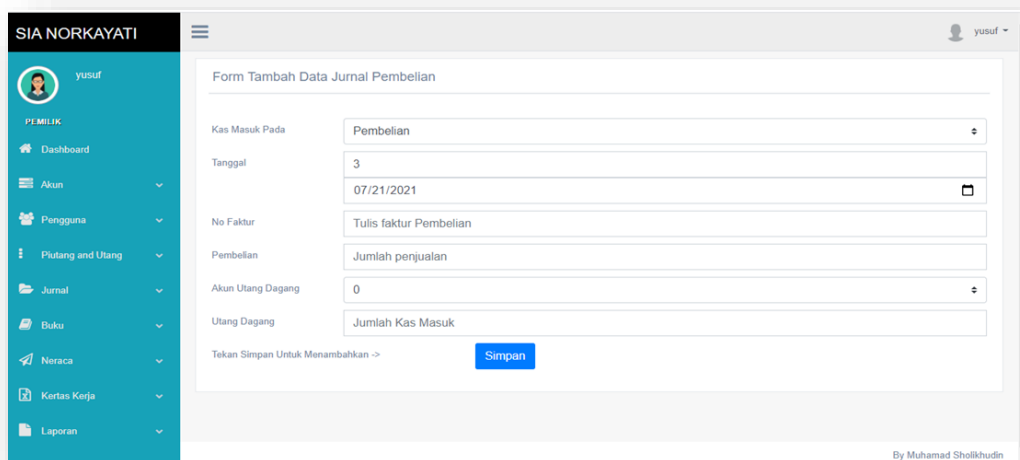 SIA NORKAYATI
yusuf
yusuf
PEMILIK
Dashboard
Akun
Pengguna
Piutang and Utang
Jurnal
Buku
Neraca
Kertas Kerja
Laporan
Form Tambah Data Jurnal Pembelian
Kas Masuk Pada Pembelian
Tanggal 3
07/21/2021
No Faktur Tulis faktur Pembelian
Pembelian Jumlah penjualan
Akun Utang Dagang 0
Utang Dagang Jumlah Kas Masuk
Tekan Simpan Untuk Menambahkan -> Simpan
By Muhamad Sholikhudin